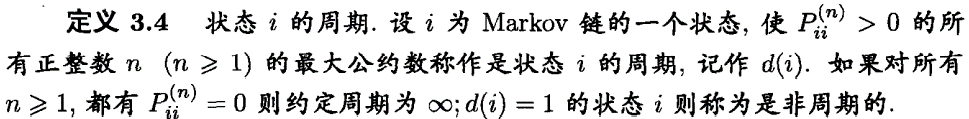 定义 3.4 状态 i 的周期. 设 i 为 Markov 链的一个状态, 使 P_{ii}^{(n)} > 0 的所
有正整数 n (n ⩾ 1) 的最大公约数称作是状态 i 的周期, 记作 d(i). 如果对所有
n ⩾ 1, 都有 P_{ii}^{(n)} = 0 则约定周期为 ∞; d(i) = 1 的状态 i 则称为是非周期的.